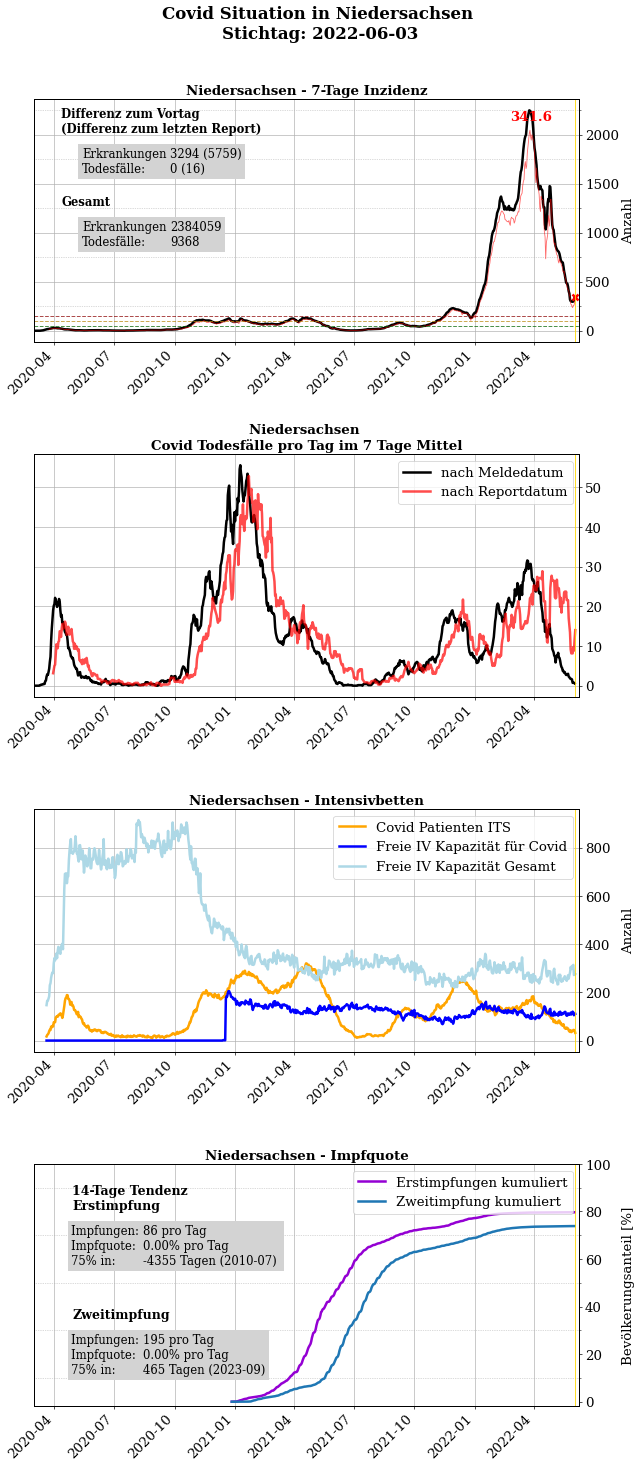 Covid Situation in Niedersachsen
Stichtag: 2022-06-03
Niedersachsen - 7-Tage Inzidenz
Differenz zum Vortag
(Differenz zum letzten Report)
Erkrankungen 3294 (5759)
Todesfälle: 0 (16)
Gesamt
Erkrankungen 2384059
Todesfälle: 9368
341.6
2000
1500
1000
500
0
Anzahl
2020-04
2020-07
2020-10
2021-01
2021-04
2021-07
2021-10
2022-01
2022-04
Niedersachsen
Covid Todesfälle pro Tag im 7 Tage Mittel
nach Meldedatum
nach Reportdatum
50
40
30
20
10
0
2020-04
2020-07
2020-10
2021-01
2021-04
2021-07
2021-10
2022-01
2022-04
Niedersachsen - Intensivbetten
Covid Patienten ITS
Freie IV Kapazität für Covid
Freie IV Kapazität Gesamt
800
600
400
200
0
Anzahl
2020-04
2020-07
2020-10
2021-01
2021-04
2021-07
2021-10
2022-01
2022-04
Niedersachsen - Impfquote
14-Tage Tendenz
Erstimpfung
Impfungen: 86 pro Tag
Impfquote: 0.00% pro Tag
75% in: -4355 Tagen (2010-07)
Zweitimpfung
Impfungen: 195 pro Tag
Impfquote: 0.00% pro Tag
75% in: 465 Tagen (2023-09)
Erstimpfungen kumuliert
Zweitimpfung kumuliert
100
80
60
40
20
0
Bevölkerungsanteil [%]
2020-04
2020-07
2020-10
2021-01
2021-04
2021-07
2021-10
2022-01
2022-04